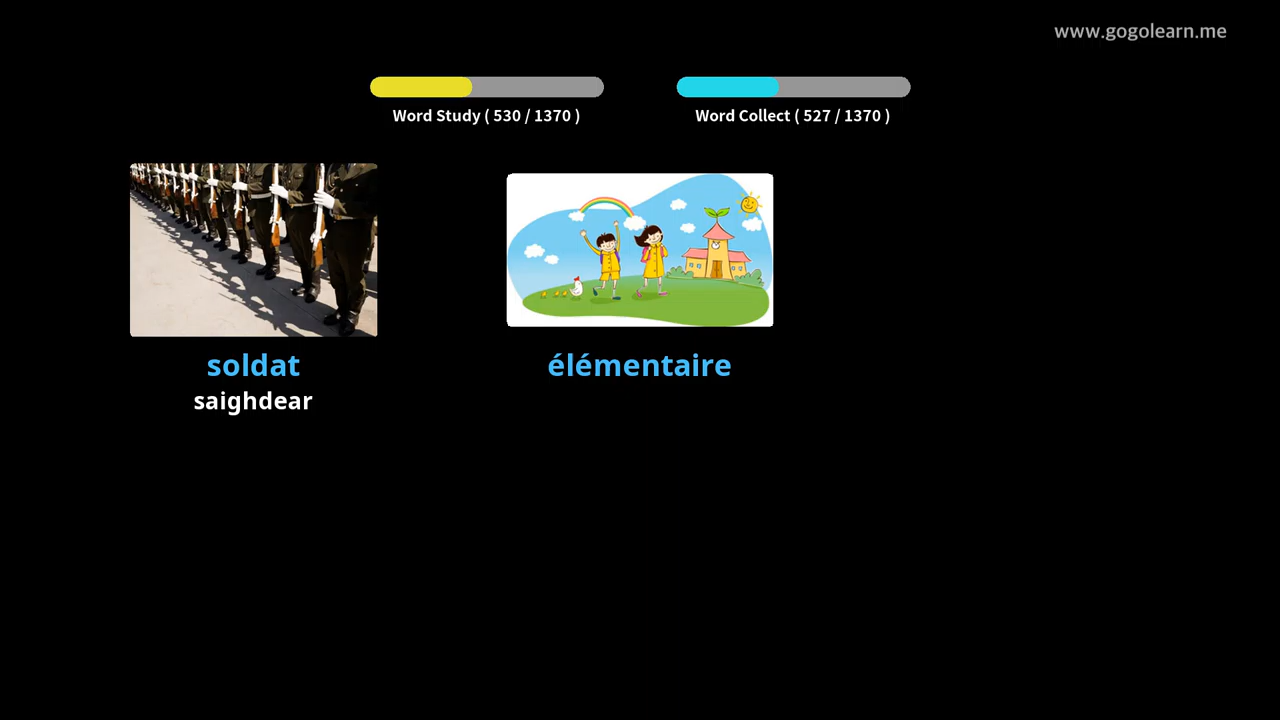 www.gogolearn.me
Word Study ( 530 / 1370 )
Word Collect ( 527 / 1370 )
soldat
saighdear
élémentaire